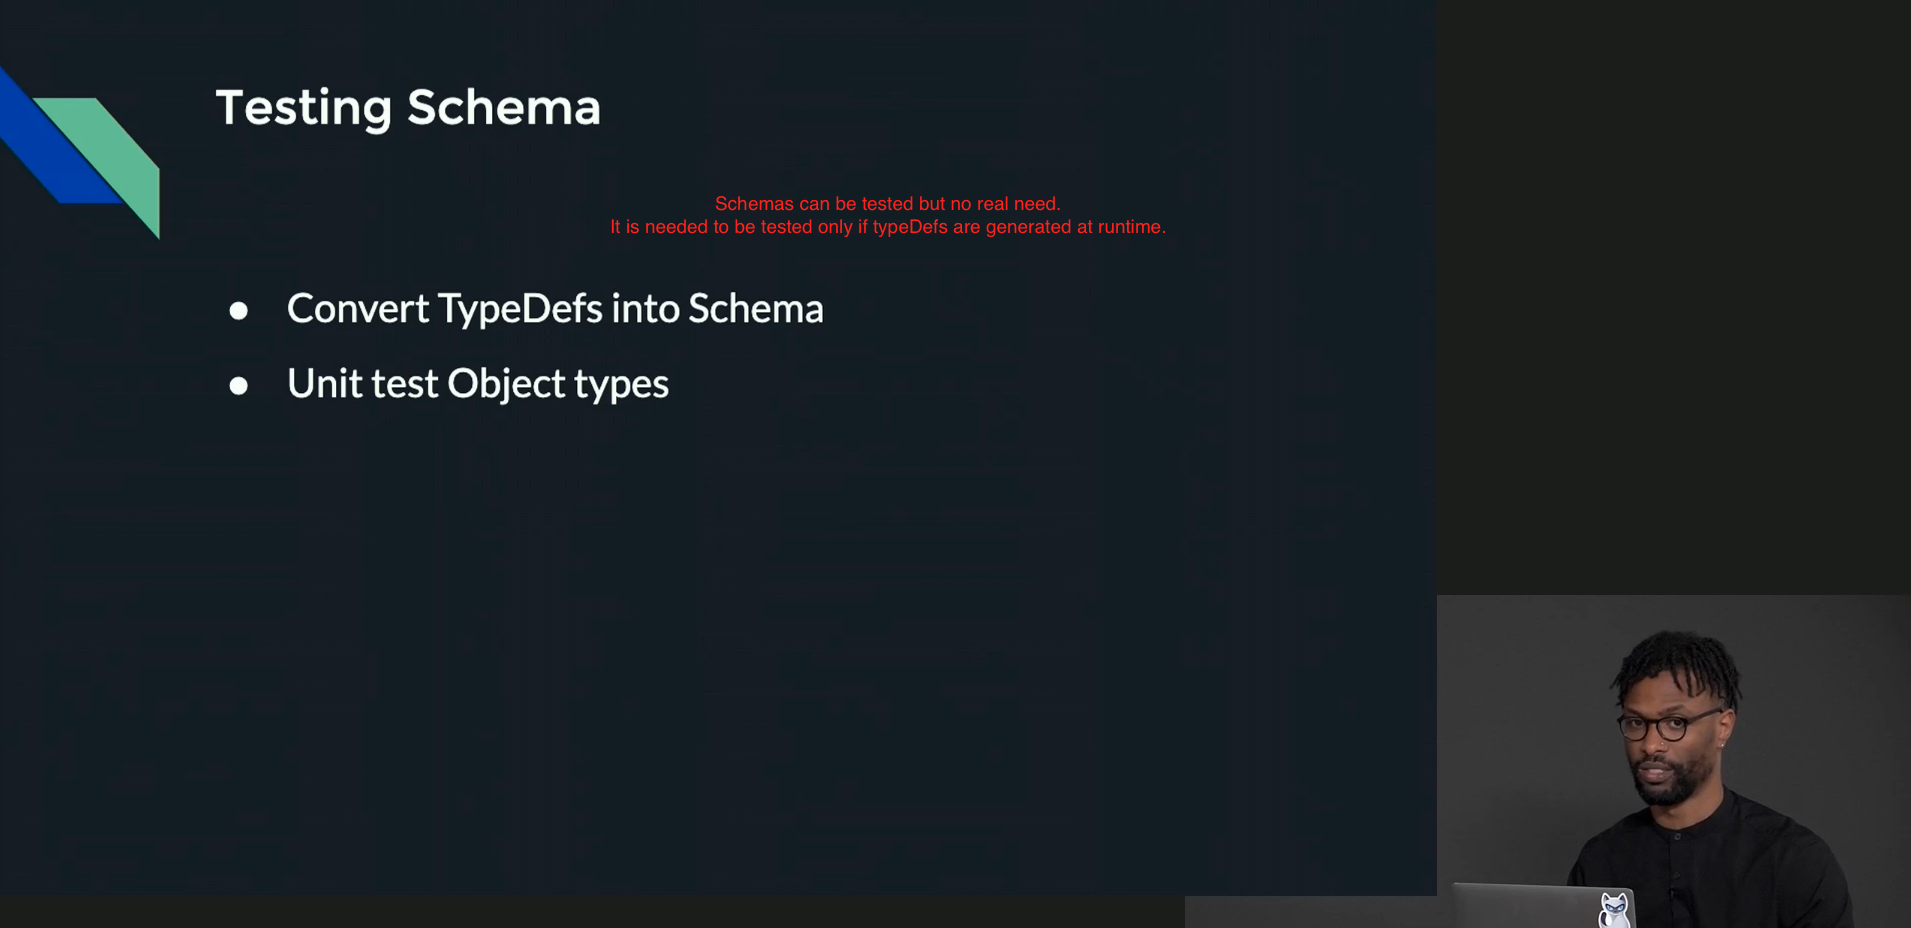 Testing Schema
Schemas can be tested but no real need.
It is needed to be tested only if typeDefs are generated at runtime.
● Convert TypeDefs into Schema
● Unit test Object types